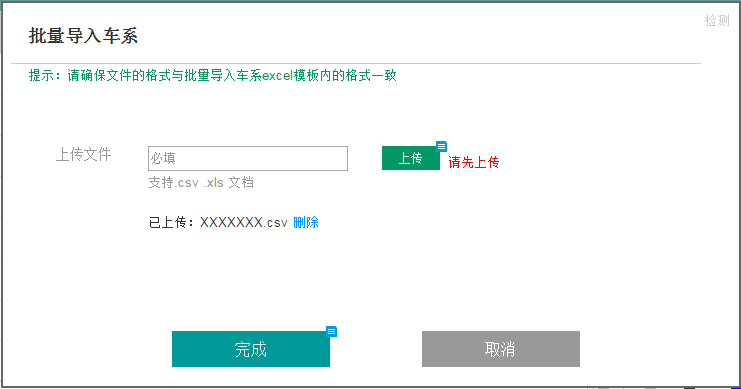 检测
批量导入车系
提示：请确保文件的格式与批量导入车系excel模板内的格式一致
上传文件 必填 上传 请先上传
支持.csv .xls 文档
已上传：XXXXXXX.csv 删除
完成 取消